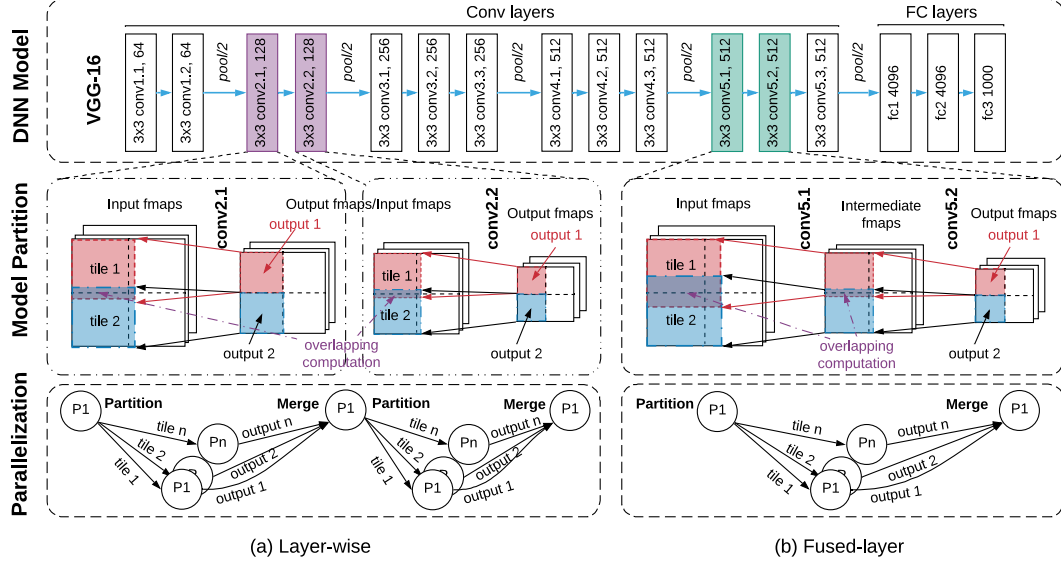 DNN Model
VGG-16
Conv layers
FC layers
3x3 conv1.1, 64
3x3 conv1.2, 64
pool/2
3x3 conv2.1, 128
3x3 conv2.2, 128
pool/2
3x3 conv3.1, 256
3x3 conv3.2, 256
3x3 conv3.3, 256
pool/2
3x3 conv4.1, 512
3x3 conv4.2, 512
3x3 conv4.3, 512
pool/2
3x3 conv5.1, 512
3x3 conv5.2, 512
3x3 conv5.3, 512
pool/2
fc1 4096
fc2 4096
fc3 1000
Model Partition
Input fmaps
conv2.1
Output fmaps/Input fmaps
output 1
tile 1
tile 2
output 2
overlapping
computation
conv2.2
Output fmaps
output 1
tile 1
tile 2
output 2
Input fmaps
conv5.1
Intermediate
fmaps
conv5.2
Output fmaps
output 1
tile 1
tile 2
overlapping
computation
output 2
Parallelization
P1
Partition
tile n
tile 2
tile 1
Pn
P1
output n
output 2
output 1
Merge
P1
Partition
tile n
tile 2
tile 1
Pn
P1
output n
output 2
output 1
Merge
P1
Partition
P1
tile n
tile 2
tile 1
Pn
P1
output n
output 2
output 1
Merge
P1
(a) Layer-wise
(b) Fused-layer